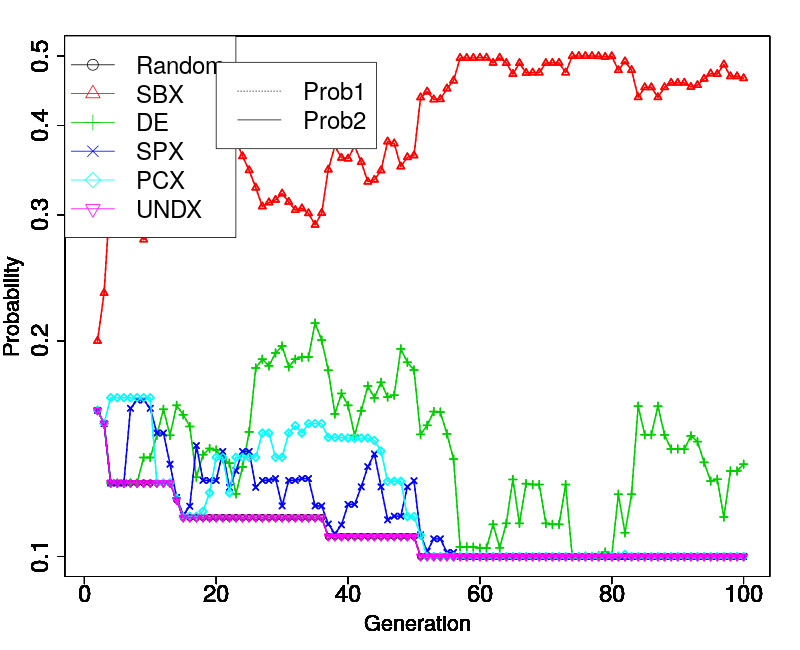 0.5
0.4
0.3
0.2
0.1
Probability
Random
SBX
DE
SPX
PCX
UNDX
Prob1
Prob2
0 20 40 60 80 100
Generation